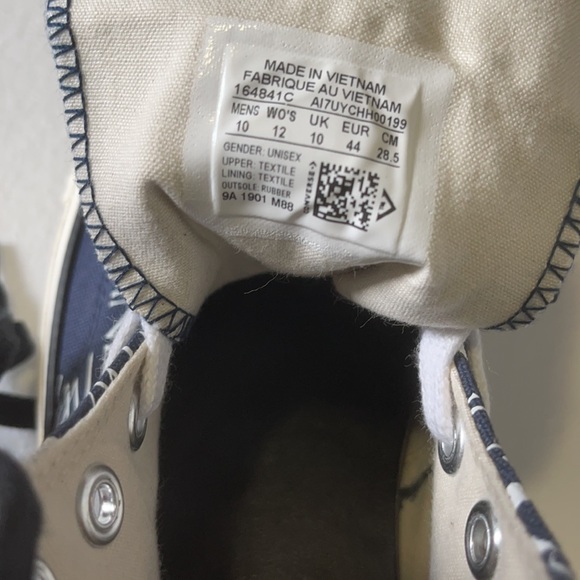 MADE IN VIETNAM
FABRIQUE AU VIETNAM
164841C AI7UYCHH00199
MENS WO'S UK EUR CM
10 12 10 44 28.5
GENDER: UNISEX
UPPER: TEXTILE
LINING: TEXTILE
OUTSOLE: RUBBER
9A 1901 M88